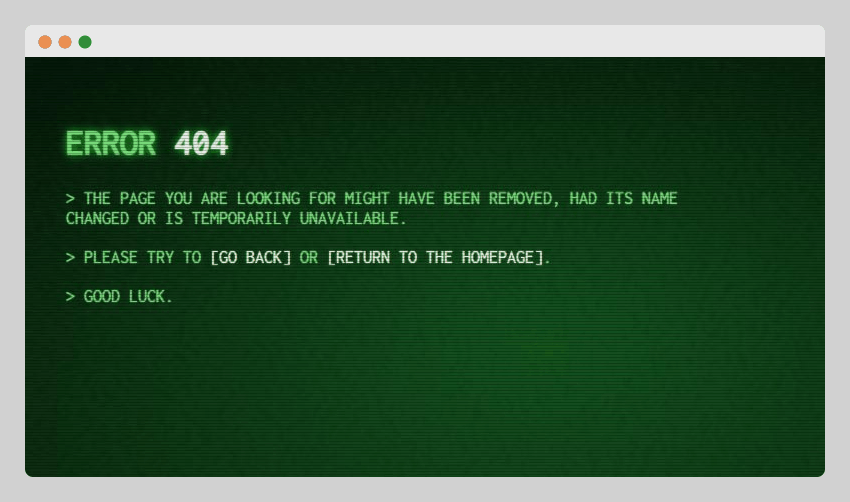 ERROR 404
> THE PAGE YOU ARE LOOKING FOR MIGHT HAVE BEEN REMOVED, HAD ITS NAME
CHANGED OR IS TEMPORARILY UNAVAILABLE.
> PLEASE TRY TO [GO BACK] OR [RETURN TO THE HOMEPAGE].
> GOOD LUCK.